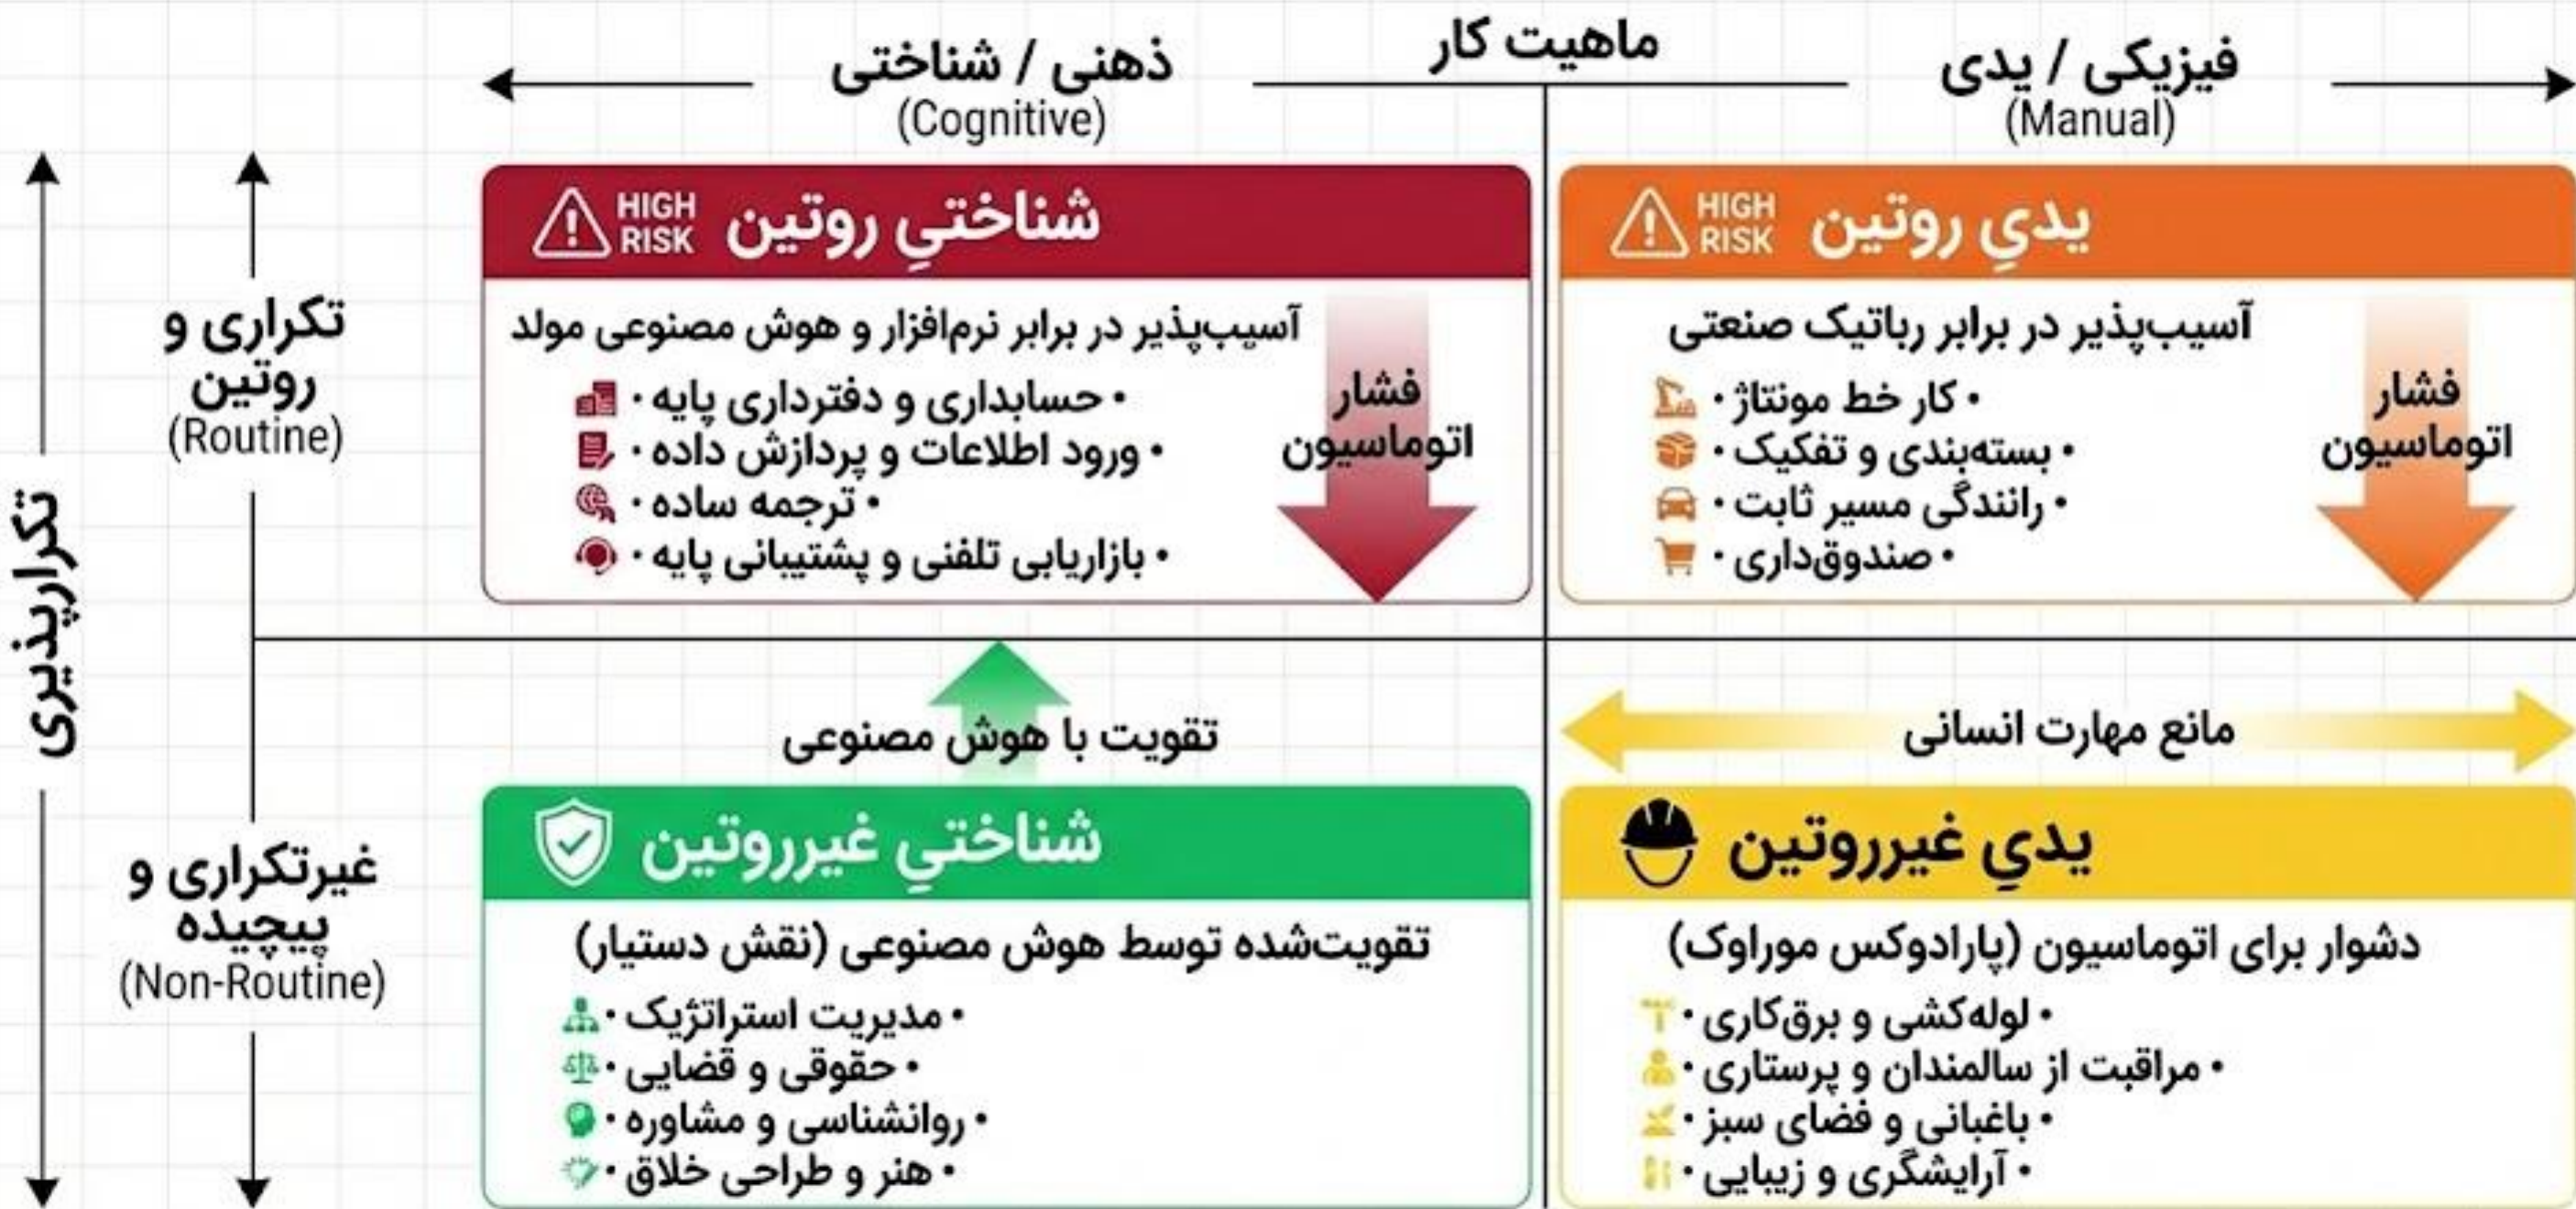 ماهیت کار
فیزیکی / یدی
(Manual)
ذهنی / شناختی
(Cognitive)
تکرارپذیری
تکراری و
روتین
(Routine)
غیرتکراری و
پیچیده
(Non-Routine)
یدیِ روتین
HIGH
RISK
آسیب‌پذیر در برابر رباتیک صنعتی
• کار خط مونتاژ •
• بسته‌بندی و تفکیک •
• رانندگی مسیر ثابت •
• صندوق‌داری •
فشار
اتوماسیون
شناختیِ روتین
HIGH
RISK
آسیب‌پذیر در برابر نرم‌افزار و هوش مصنوعی مولد
• حسابداری و دفترداری پایه •
• ورود اطلاعات و پردازش داده •
• ترجمه ساده •
• بازاریابی تلفنی و پشتیبانی پایه •
فشار
اتوماسیون
مانع مهارت انسانی
یدیِ غیرروتین
دشوار برای اتوماسیون (پارادوکس موراوک)
• لوله‌کشی و برق‌کاری •
• مراقبت از سالمندان و پرستاری •
• باغبانی و فضای سبز •
• آرایشگری و زیبایی •
تقویت با هوش مصنوعی
شناختیِ غیرروتین
تقویت‌شده توسط هوش مصنوعی (نقش دستیار)
• مدیریت استراتژیک •
• حقوقی و قضایی •
• روانشناسی و مشاوره •
• هنر و طراحی خلاق •